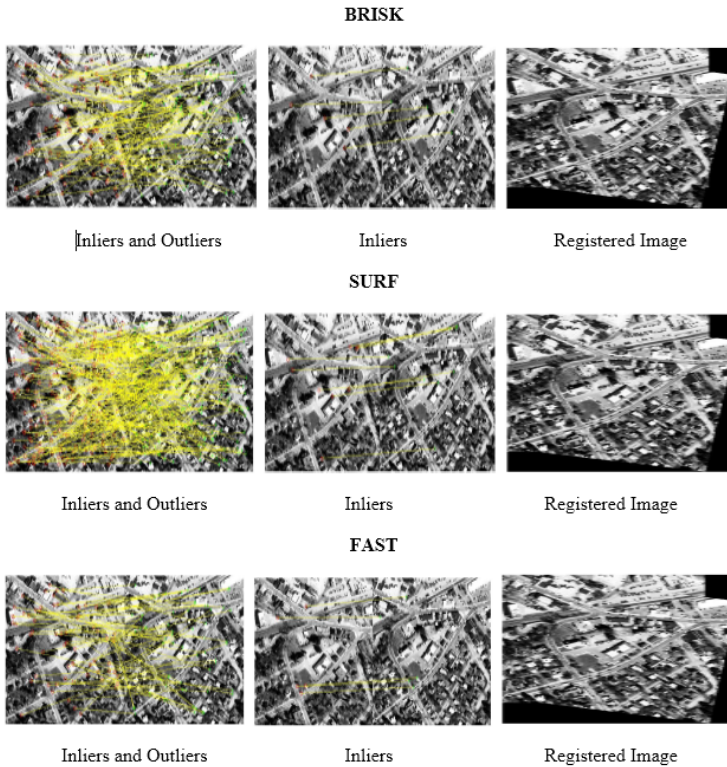 BRISK
Inliers and Outliers Inliers Registered Image
SURF
Inliers and Outliers Inliers Registered Image
FAST
Inliers and Outliers Inliers Registered Image